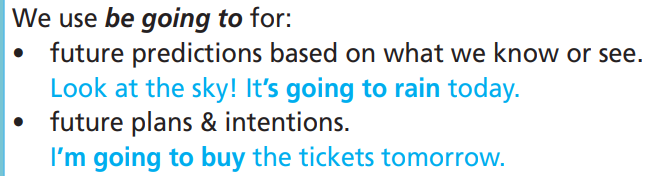 We use be going to for:
• future predictions based on what we know or see.
Look at the sky! It's going to rain today.
• future plans & intentions.
I'm going to buy the tickets tomorrow.